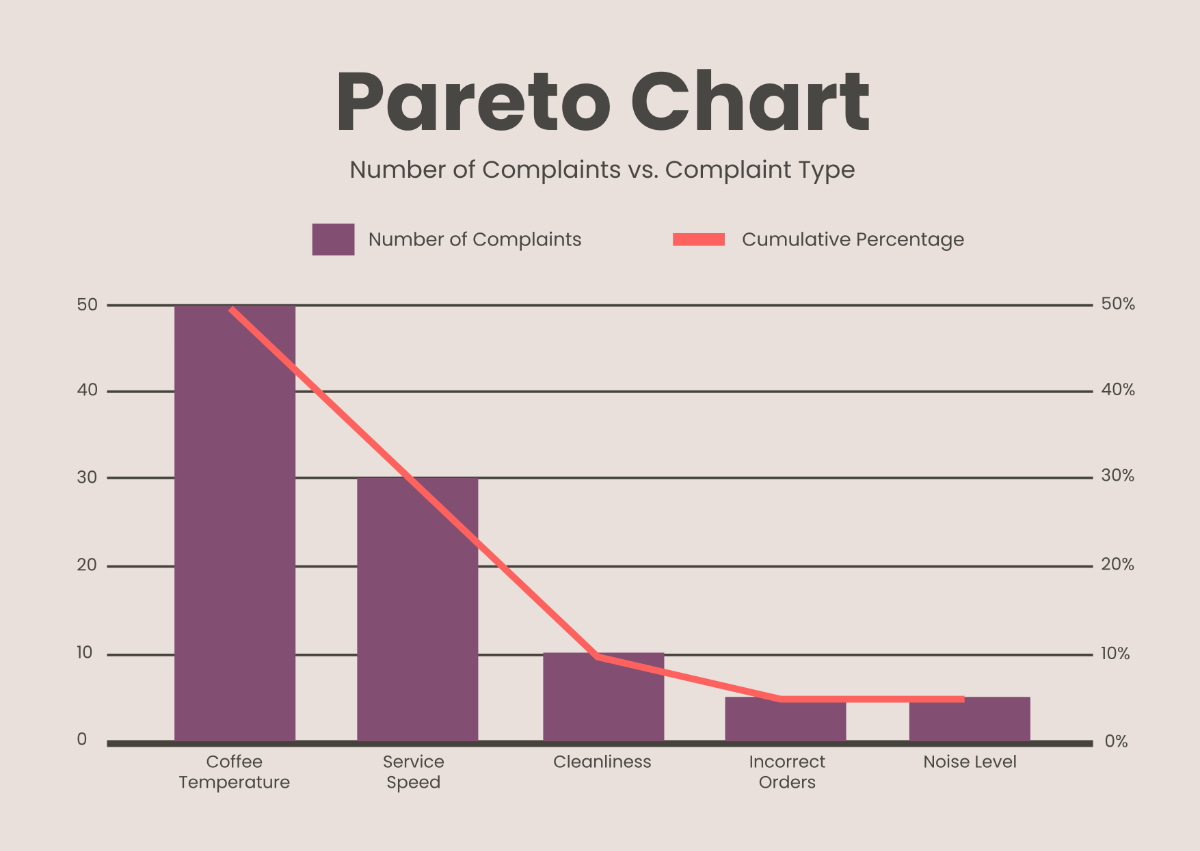 Pareto Chart
Number of Complaints vs. Complaint Type
Number of Complaints
Cumulative Percentage
50
50%
40
40%
30
30%
20
20%
10
10%
0
0%
Coffee
Temperature
Service
Speed
Cleanliness
Incorrect
Orders
Noise Level